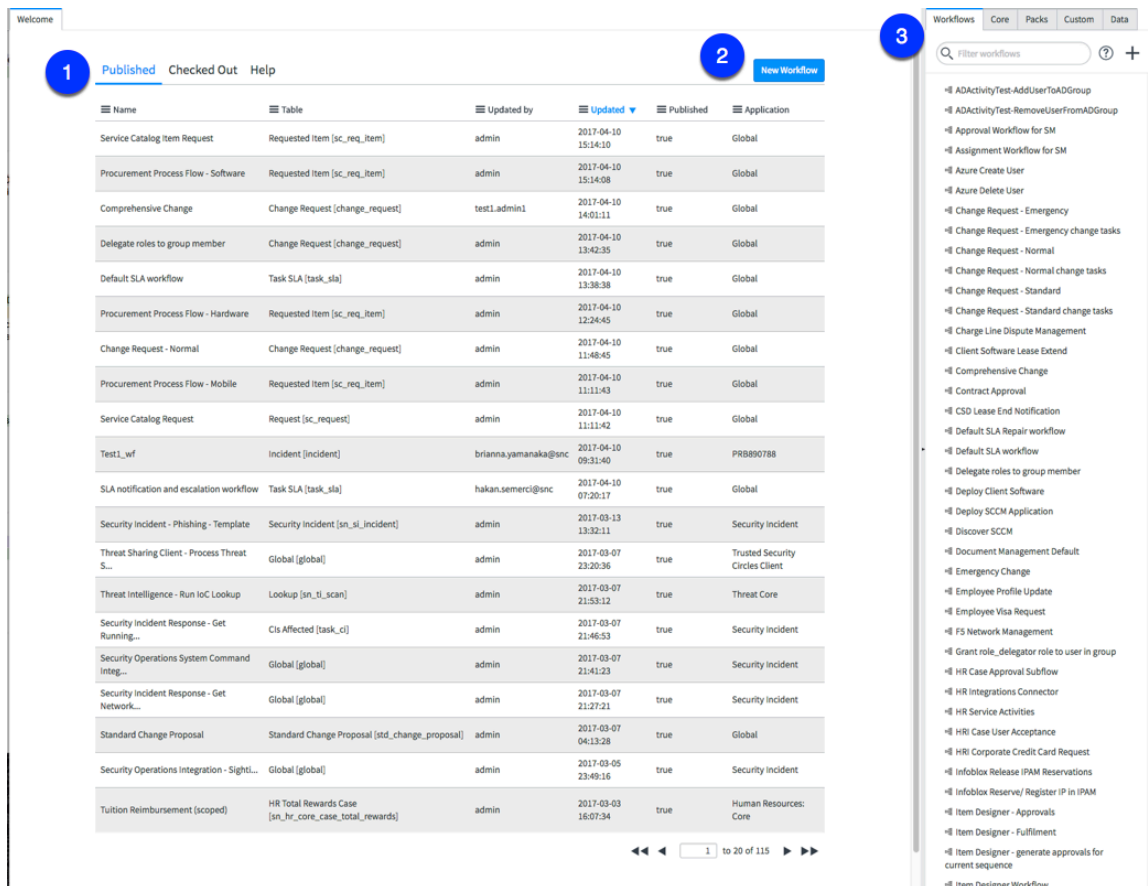 Welcome
1
Published Checked Out Help
2
New Workflow
Name Table Updated by Updated Published Application
Service Catalog Item Request Requested Item [sc_req_item] admin 2017-04-10 15:14:10 true Global
Procurement Process Flow - Software Requested Item [sc_req_item] admin 2017-04-10 15:14:08 true Global
Comprehensive Change Change Request [change_request] test1.admin1 2017-04-10 14:01:11 true Global
Delegate roles to group member Change Request [change_request] admin 2017-04-10 13:42:35 true Global
Default SLA workflow Task SLA [task_sla] admin 2017-04-10 13:38:38 true Global
Procurement Process Flow - Hardware Requested Item [sc_req_item] admin 2017-04-10 12:24:45 true Global
Change Request - Normal Change Request [change_request] admin 2017-04-10 11:48:45 true Global
Procurement Process Flow - Mobile Requested Item [sc_req_item] admin 2017-04-10 11:11:43 true Global
Service Catalog Request Request [sc_request] admin 2017-04-10 11:11:42 true Global
Test1_wf Incident [incident] brianna.yamanaka@snc 2017-04-10 09:31:40 true PRB890788
SLA notification and escalation workflow Task SLA [task_sla] hakan.semerci@snc 2017-04-10 07:20:17 true Global
Security Incident - Phishing - Template Security Incident [sn_si_incident] admin 2017-03-13 13:32:11 true Security Incident
Threat Sharing Client - Process Threat S... Global [global] admin 2017-03-07 23:20:36 true Trusted Security Circles Client
Threat Intelligence - Run IoC Lookup Lookup [sn_ti_scan] admin 2017-03-07 21:53:12 true Threat Core
Security Incident Response - Get Running... CIs Affected [task_ci] admin 2017-03-07 21:46:53 true Security Incident
Security Operations System Command Integ... Global [global] admin 2017-03-07 21:41:23 true Security Incident
Security Incident Response - Get Network... Global [global] admin 2017-03-07 21:27:21 true Security Incident
Standard Change Proposal Standard Change Proposal [std_change_proposal] admin 2017-03-07 04:13:28 true Global
Security Operations Integration - Sighti... Global [global] admin 2017-03-05 23:49:16 true Security Incident
Tuition Reimbursement (scoped) HR Total Rewards Case [sn_hr_core_case_total_rewards] admin 2017-03-03 16:07:34 true Human Resources: Core
1 to 20 of 115
3
Workflows Core Packs Custom Data
Filter workflows ? +
ADActivityTest-AddUserToADGroup
ADActivityTest-RemoveUserFromADGroup
Approval Workflow for SM
Assignment Workflow for SM
Azure Create User
Azure Delete User
Change Request - Emergency
Change Request - Emergency change tasks
Change Request - Normal
Change Request - Normal change tasks
Change Request - Standard
Change Request - Standard change tasks
Charge Line Dispute Management
Client Software Lease Extend
Comprehensive Change
Contract Approval
CSD Lease End Notification
Default SLA Repair workflow
Default SLA workflow
Delegate roles to group member
Deploy Client Software
Deploy SCCM Application
Discover SCCM
Document Management Default
Emergency Change
Employee Profile Update
Employee Visa Request
F5 Network Management
Grant role_delegator role to user in group
HR Case Approval Subflow
HR Integrations Connector
HR Service Activities
HRI Case User Acceptance
HRI Corporate Credit Card Request
Infoblox Release IPAM Reservations
Infoblox Reserve/ Register IP in IPAM
Item Designer - Approvals
Item Designer - Fulfilment
Item Designer - generate approvals for
current sequence
Item Designer Workflow